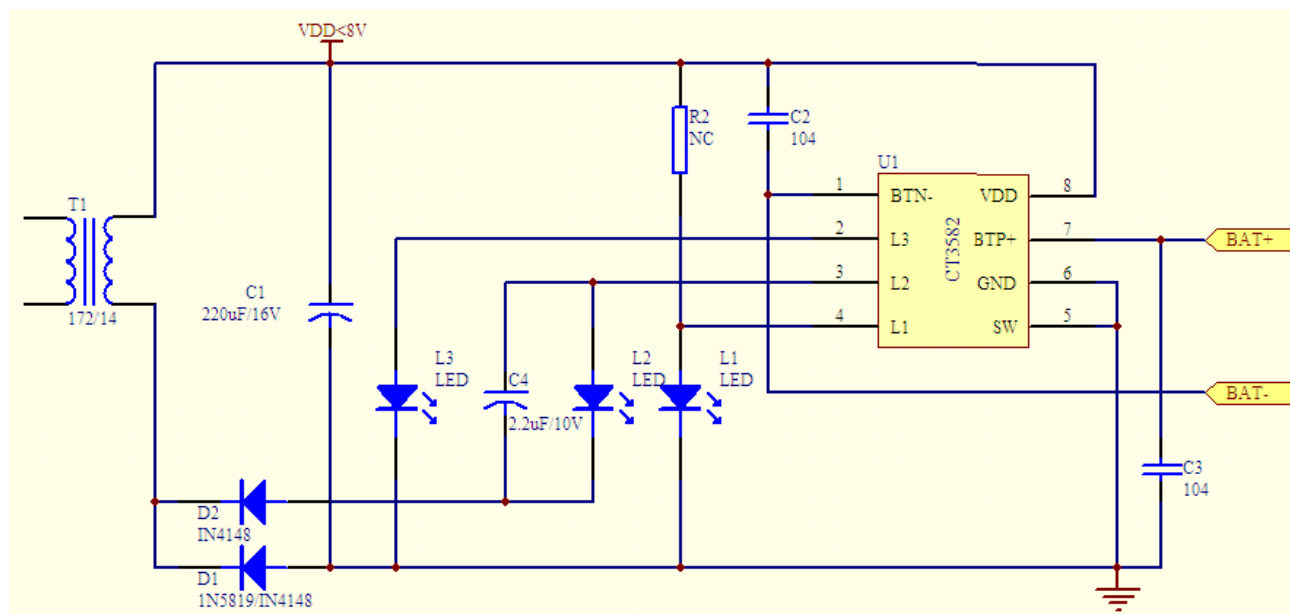 VDD<8V
R2
NC
C2
104
U1
1
BTN-
VDD
8
2
L3
BTP+
7
3
L2
GND
6
4
L1
SW
5
CT3582
BAT+
BAT-
T1
172/14
C1
220uF/16V
L3
LED
C4
2.2uF/10V
L2
LED
L1
LED
C3
104
D2
IN4148
D1
1N5819/IN4148